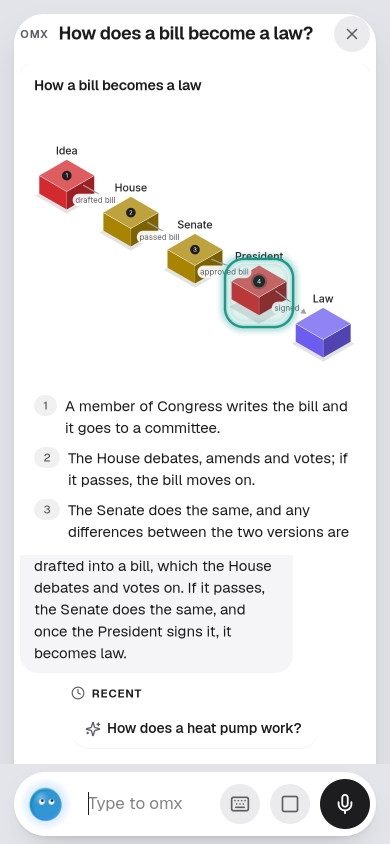 OMX How does a bill become a law?
How a bill becomes a law
Idea
1
drafted bill
House
2
passed bill
Senate
3
approved bill
President
4
signed
Law
1 A member of Congress writes the bill and
it goes to a committee.
2 The House debates, amends and votes; if
it passes, the bill moves on.
3 The Senate does the same, and any
differences between the two versions are
drafted into a bill, which the House
debates and votes on. If it passes,
the Senate does the same, and
once the President signs it, it
becomes law.
RECENT
How does a heat pump work?
Type to omx